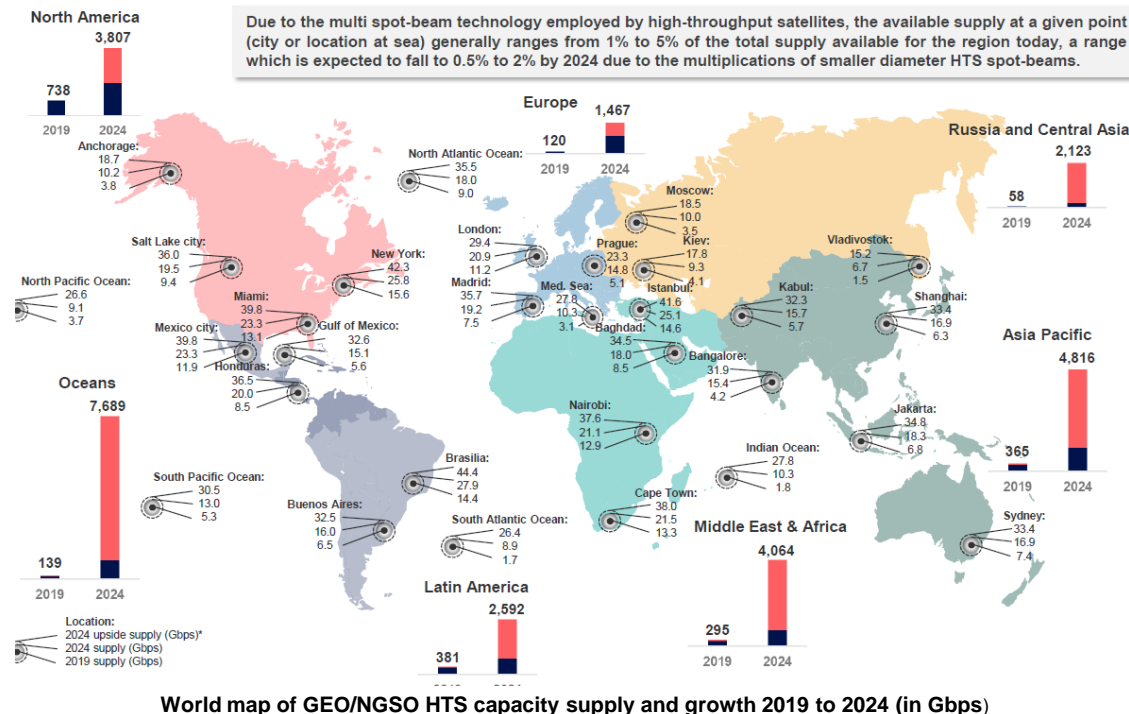 North America
3,807
738
2019
2024
Due to the multi spot-beam technology employed by high-throughput satellites, the available supply at a given point
(city or location at sea) generally ranges from 1% to 5% of the total supply available for the region today, a range
which is expected to fall to 0.5% to 2% by 2024 due to the multiplications of smaller diameter HTS spot-beams.
Europe
1,467
120
2019
2024
Russia and Central Asia
2,123
58
2019
2024
Anchorage:
18.7
10.2
3.8
North Atlantic Ocean:
35.5
18.0
9.0
Moscow:
18.5
10.0
3.5
London:
29.4
20.9
11.2
Prague:
23.3
14.8
5.1
Kiev:
17.8
9.3
4.1
Vladivostok:
15.2
6.7
1.5
Salt Lake city:
36.0
19.5
9.4
New York:
42.3
25.8
15.6
North Pacific Ocean:
26.6
9.1
3.7
Madrid:
35.7
19.2
7.5
Med. Sea:
27.8
10.3
3.1
Istanbul:
41.6
25.1
14.6
Kabul:
32.3
15.7
5.7
Shanghai:
33.4
16.9
6.3
Miami:
39.8
23.3
13.1
Gulf of Mexico:
32.6
15.1
5.6
Mexico city:
39.8
23.3
11.9
Baghdad:
34.5
18.0
8.5
Bangalore:
31.9
15.4
4.2
Asia Pacific
4,816
365
2019
2024
Honduras:
36.5
20.0
8.5
Oceans
7,689
139
2019
2024
Nairobi:
37.6
21.1
12.9
Jakarta:
34.8
18.3
6.8
Brasilia:
44.4
27.9
14.4
Indian Ocean:
27.8
10.3
1.8
South Pacific Ocean:
30.5
13.0
5.3
Buenos Aires:
32.5
16.0
6.5
South Atlantic Ocean:
26.4
8.9
1.7
Cape Town:
38.0
21.5
13.3
Sydney:
33.4
16.9
7.4
Middle East & Africa
4,064
295
2019
2024
Latin America
2,592
381
2024
Location:
2024 upside supply (Gbps)*
2024 supply (Gbps)
2019 supply (Gbps)
World map of GEO/NGSO HTS capacity supply and growth 2019 to 2024 (in Gbps)